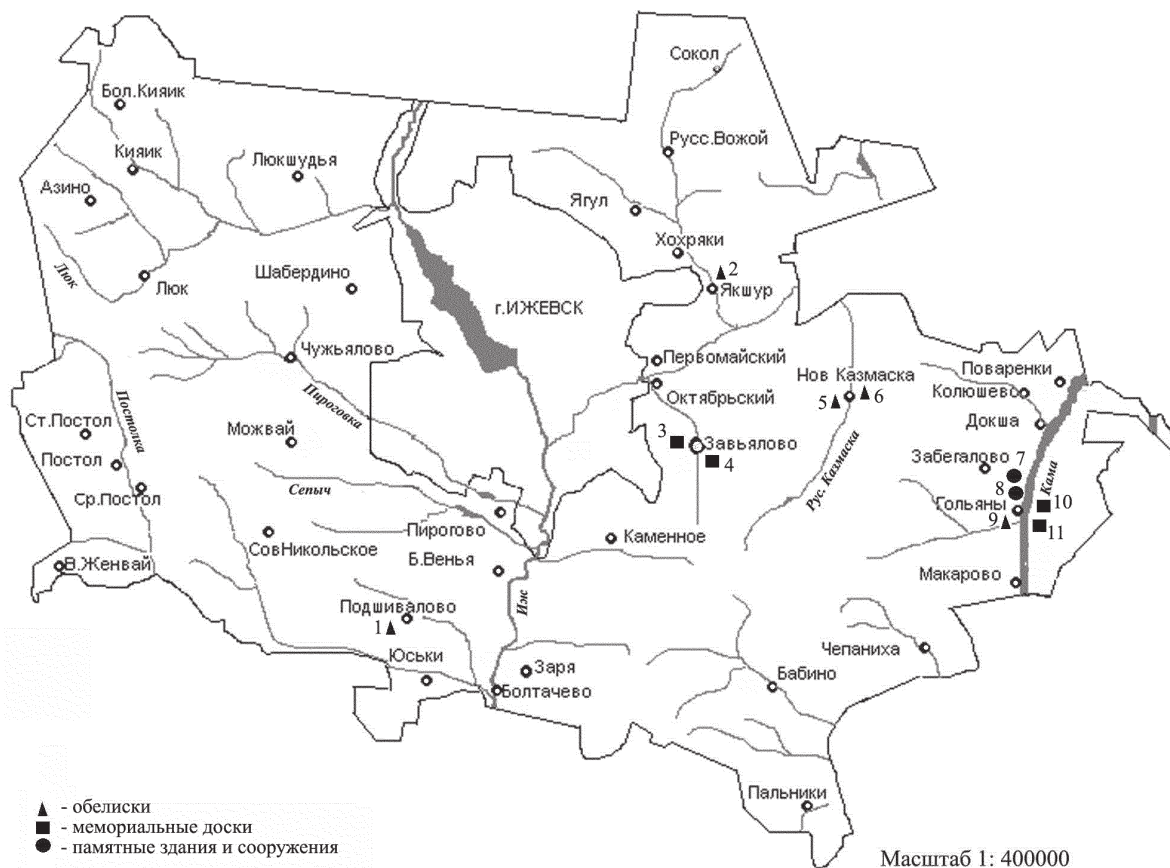 Сокол
Бол.Кияик
Кияик
Русс.Вожой
Люкшудья
Азино
Ягул
Хохряки
2
Люк
Люк
Шабердино
Якшур
г.ИЖЕВСК
Чужьялово
Первомайский
Поваренки
Октябрьский
Нов Казмаска
5
6
Колюшево
Пироговка
Постолка
Ст.Постол
Можвай
3
Завьялово
4
Докша
Рус. Казмаска
Постол
Забегалово
7
Кама
Сепыч
Ср.Постол
8
Гольяны
10
9
11
Пирогово
СовНикольское
Каменное
В.Женвай
Б.Венья
Макарово
Иж
Подшивалово
1
Чепаниха
Юськи
Заря
Бабино
Болтачево
Пальники
- обелиски
- мемориальные доски
- памятные здания и сооружения
Масштаб 1: 400000